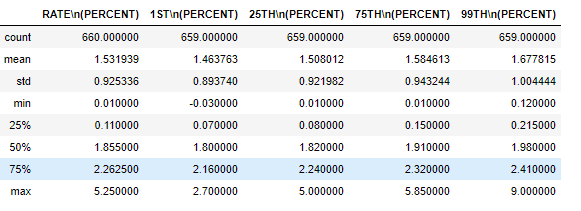 RATE\n(PERCENT) 1ST\n(PERCENT) 25TH\n(PERCENT) 75TH\n(PERCENT) 99TH\n(PERCENT)
count 660.000000 659.000000 659.000000 659.000000 659.000000
mean 1.531939 1.463763 1.508012 1.584613 1.677815
std 0.925336 0.893740 0.921982 0.943244 1.004444
min 0.010000 -0.030000 0.010000 0.010000 0.120000
25% 0.110000 0.070000 0.080000 0.150000 0.215000
50% 1.855000 1.800000 1.820000 1.910000 1.980000
75% 2.262500 2.160000 2.240000 2.320000 2.410000
max 5.250000 2.700000 5.000000 5.850000 9.000000